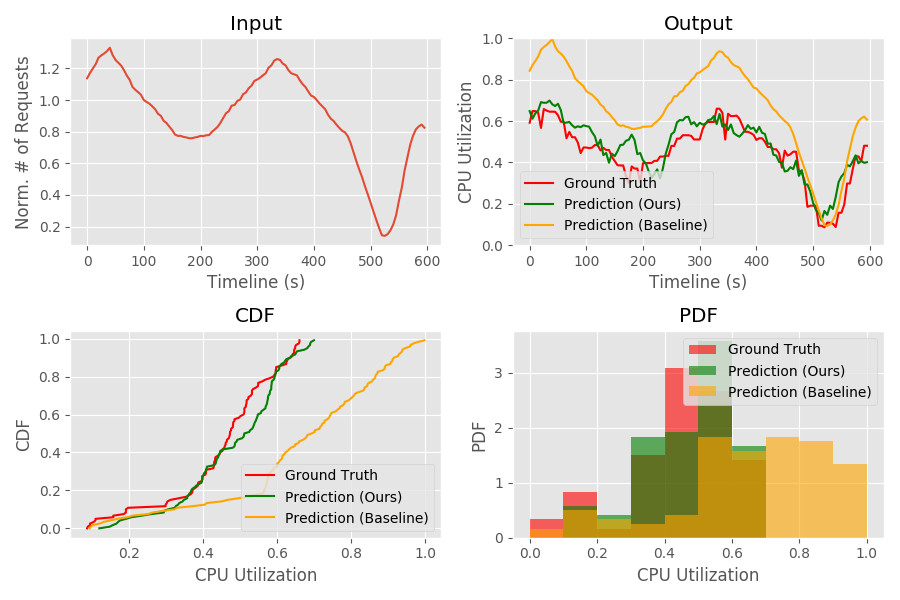 Input
Norm. # of Requests
1.2
1.0
0.8
0.6
0.4
0.2
0 100 200 300 400 500 600
Timeline (s)
Output
CPU Utilization
1.0
0.8
0.6
0.4
0.2
0.0
Ground Truth
Prediction (Ours)
Prediction (Baseline)
0 100 200 300 400 500 600
Timeline (s)
CDF
CDF
1.0
0.8
0.6
0.4
0.2
0.0
Ground Truth
Prediction (Ours)
Prediction (Baseline)
0.2 0.4 0.6 0.8 1.0
CPU Utilization
PDF
PDF
3
2
1
0
Ground Truth
Prediction (Ours)
Prediction (Baseline)
0.0 0.2 0.4 0.6 0.8 1.0
CPU Utilization